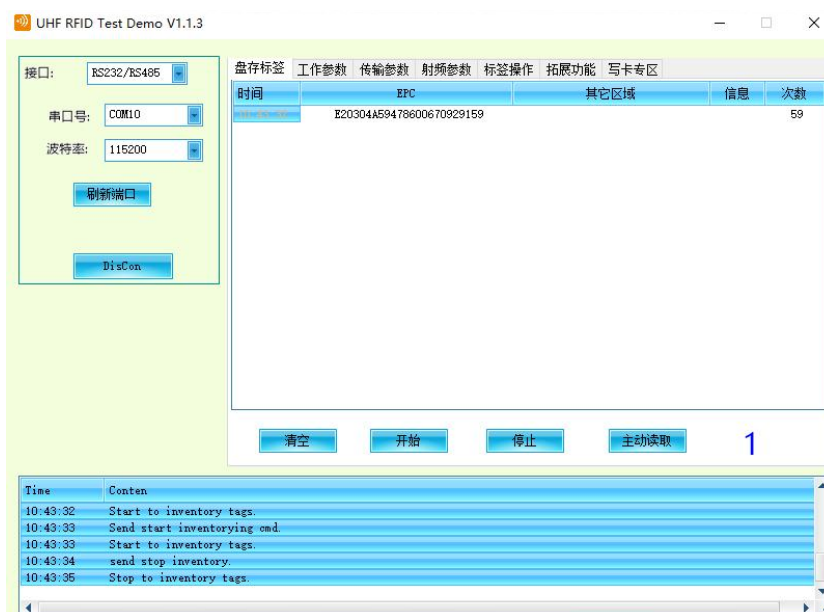 UHF RFID Test Demo V1.1.3
接口: RS232/RS485
串口号: COM10
波特率: 115200
刷新端口
DisCon
盘存标签 工作参数 传输参数 射频参数 标签操作 拓展功能 写卡专区
时间 EPC 其它区域 信息 次数
E20304A59478600670929159 59
清空 开始 停止 主动读取 1
Time Conten
10:43:32 Start to inventory tags.
10:43:33 Send start inventorying cmd.
10:43:33 Start to inventory tags.
10:43:34 send stop inventory.
10:43:35 Stop to inventory tags.